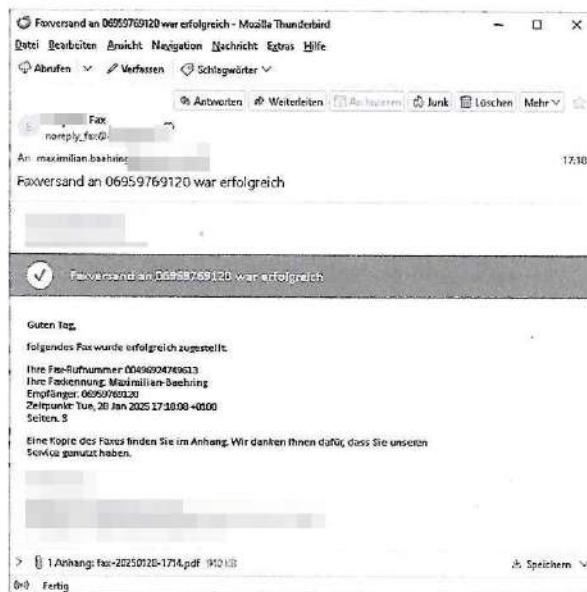 Faxversand an 06959769120 war erfolgreich - Mozilla Thunderbird
Datei Bearbeiten Ansicht Navigation Nachricht Extras Hilfe
Abrufen Verfassen Schlagwörter
Antworten Weiterleiten Archivieren Junk Löschen Mehr
Fax
noreply_fax@
An maximilian.baehring 17:18
Faxversand an 06959769120 war erfolgreich
Faxversand an 06959769120 war erfolgreich
Guten Tag,
folgendes Fax wurde erfolgreich zugestellt.
Ihre Fax-Rufnummer: 00496924749613
Ihre Faxkennung: Maximilian-Baehring
Empfänger: 06959769120
Zeitpunkt: Tue, 28 Jan 2025 17:18:08 +0100
Seiten: 3
Eine Kopie des Faxes finden Sie im Anhang. Wir danken Ihnen dafür, dass Sie unseren
Service genutzt haben.
1 Anhang: fax-20250128-1714.pdf Speichern
Fertig